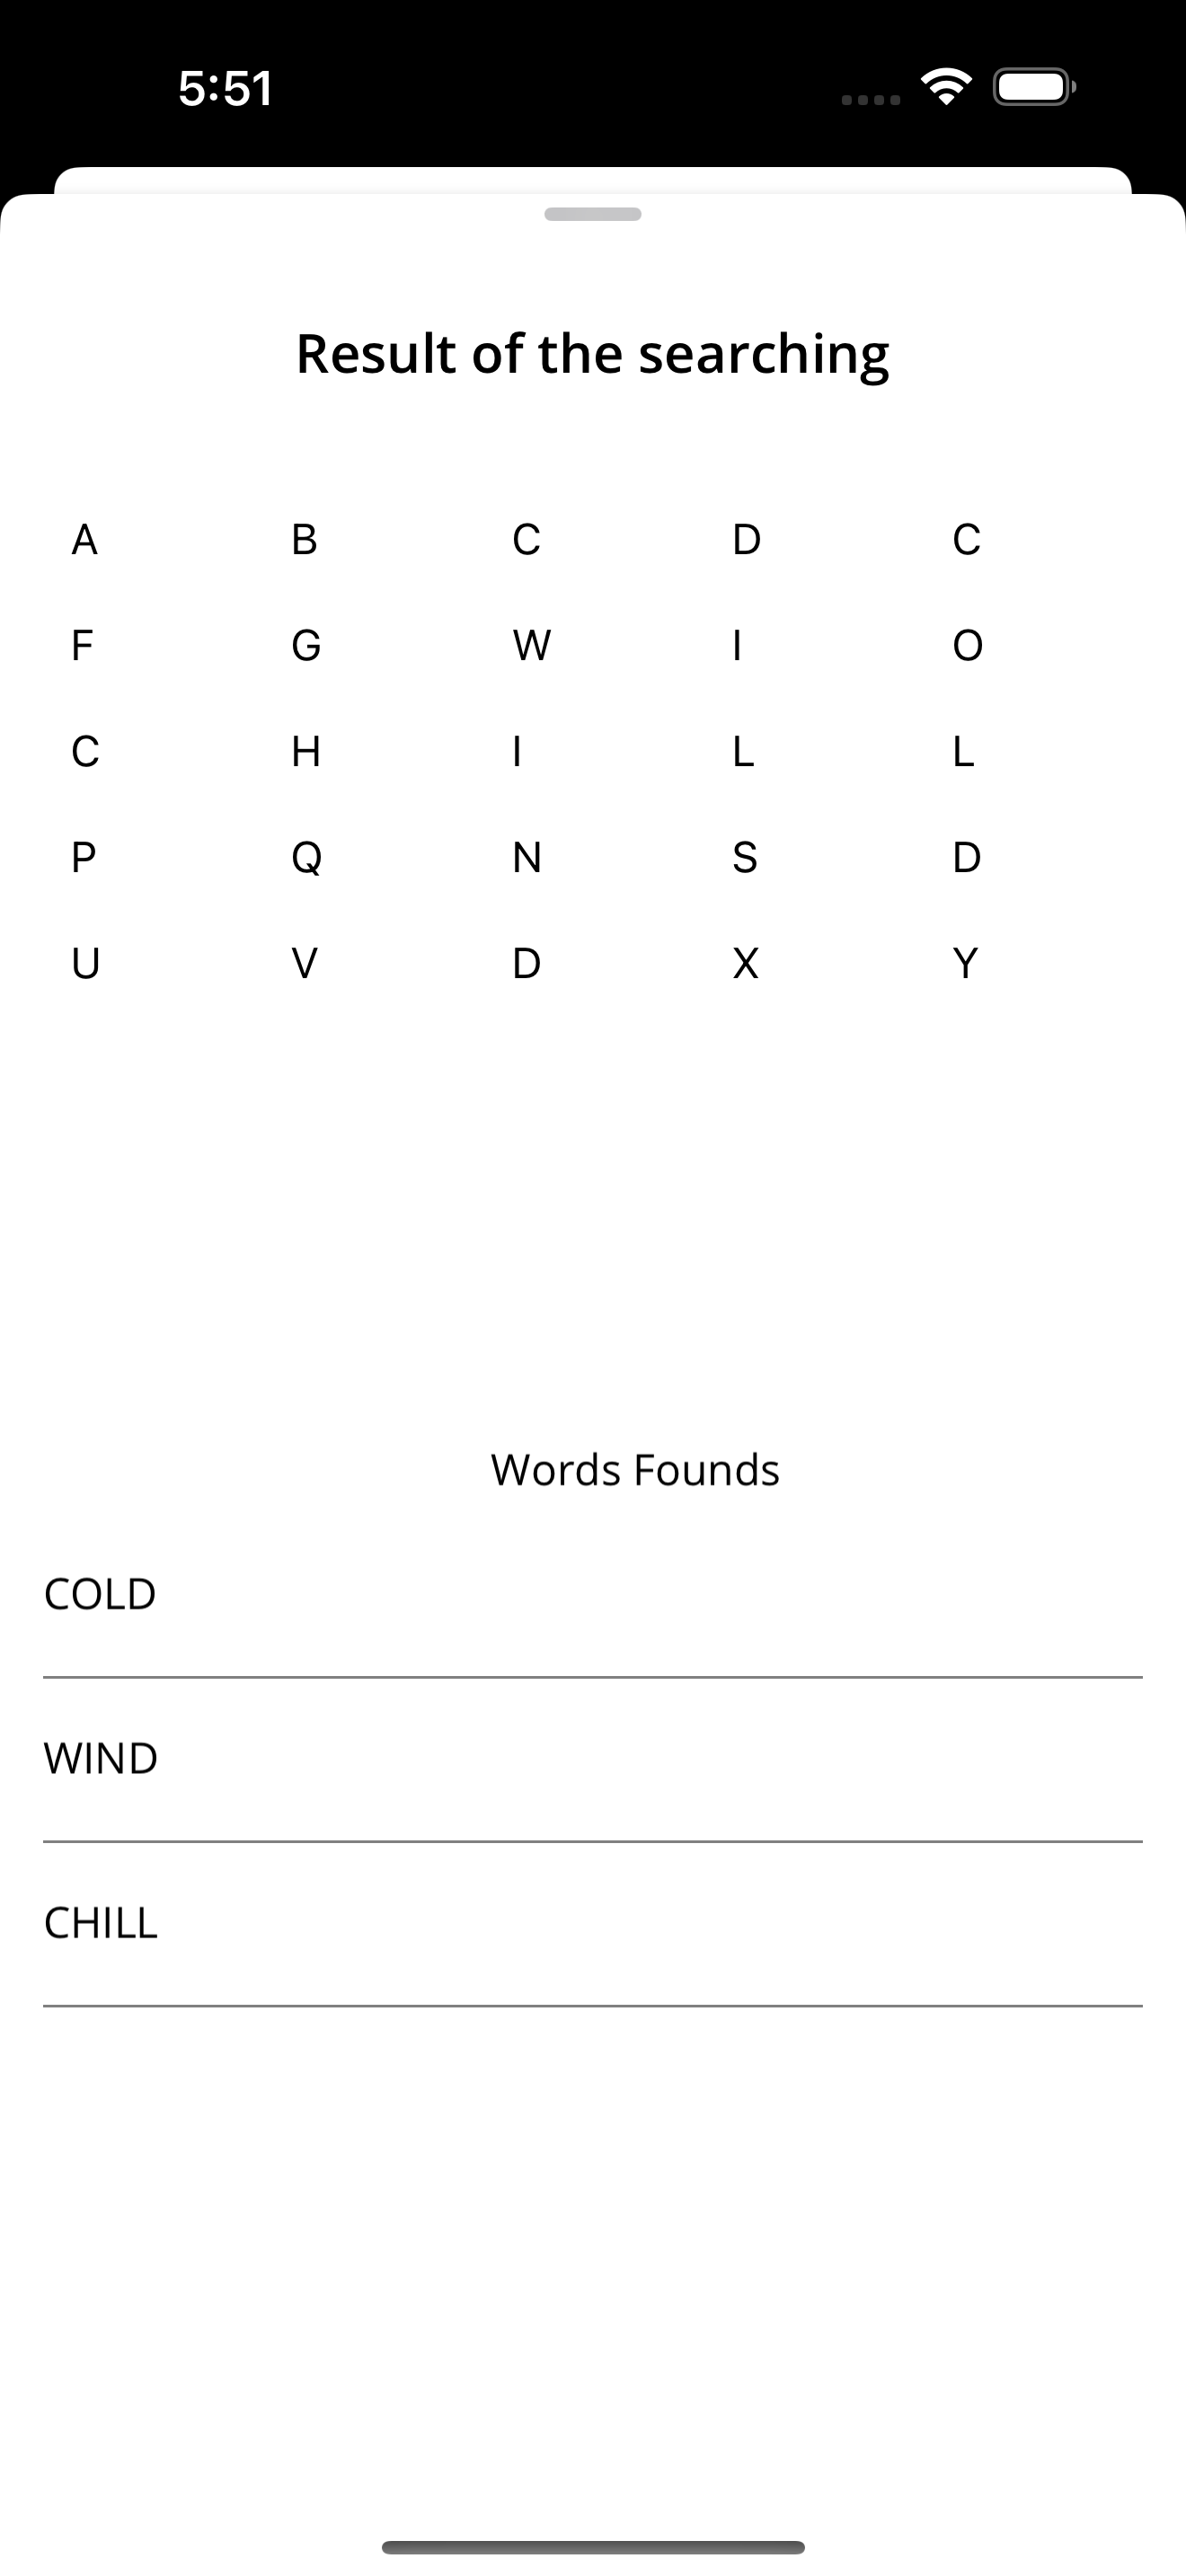 5:51
Result of the searching
A B C D C
F G W I O
C H I L L
P Q N S D
U V D X Y
Words Founds
COLD
WIND
CHILL